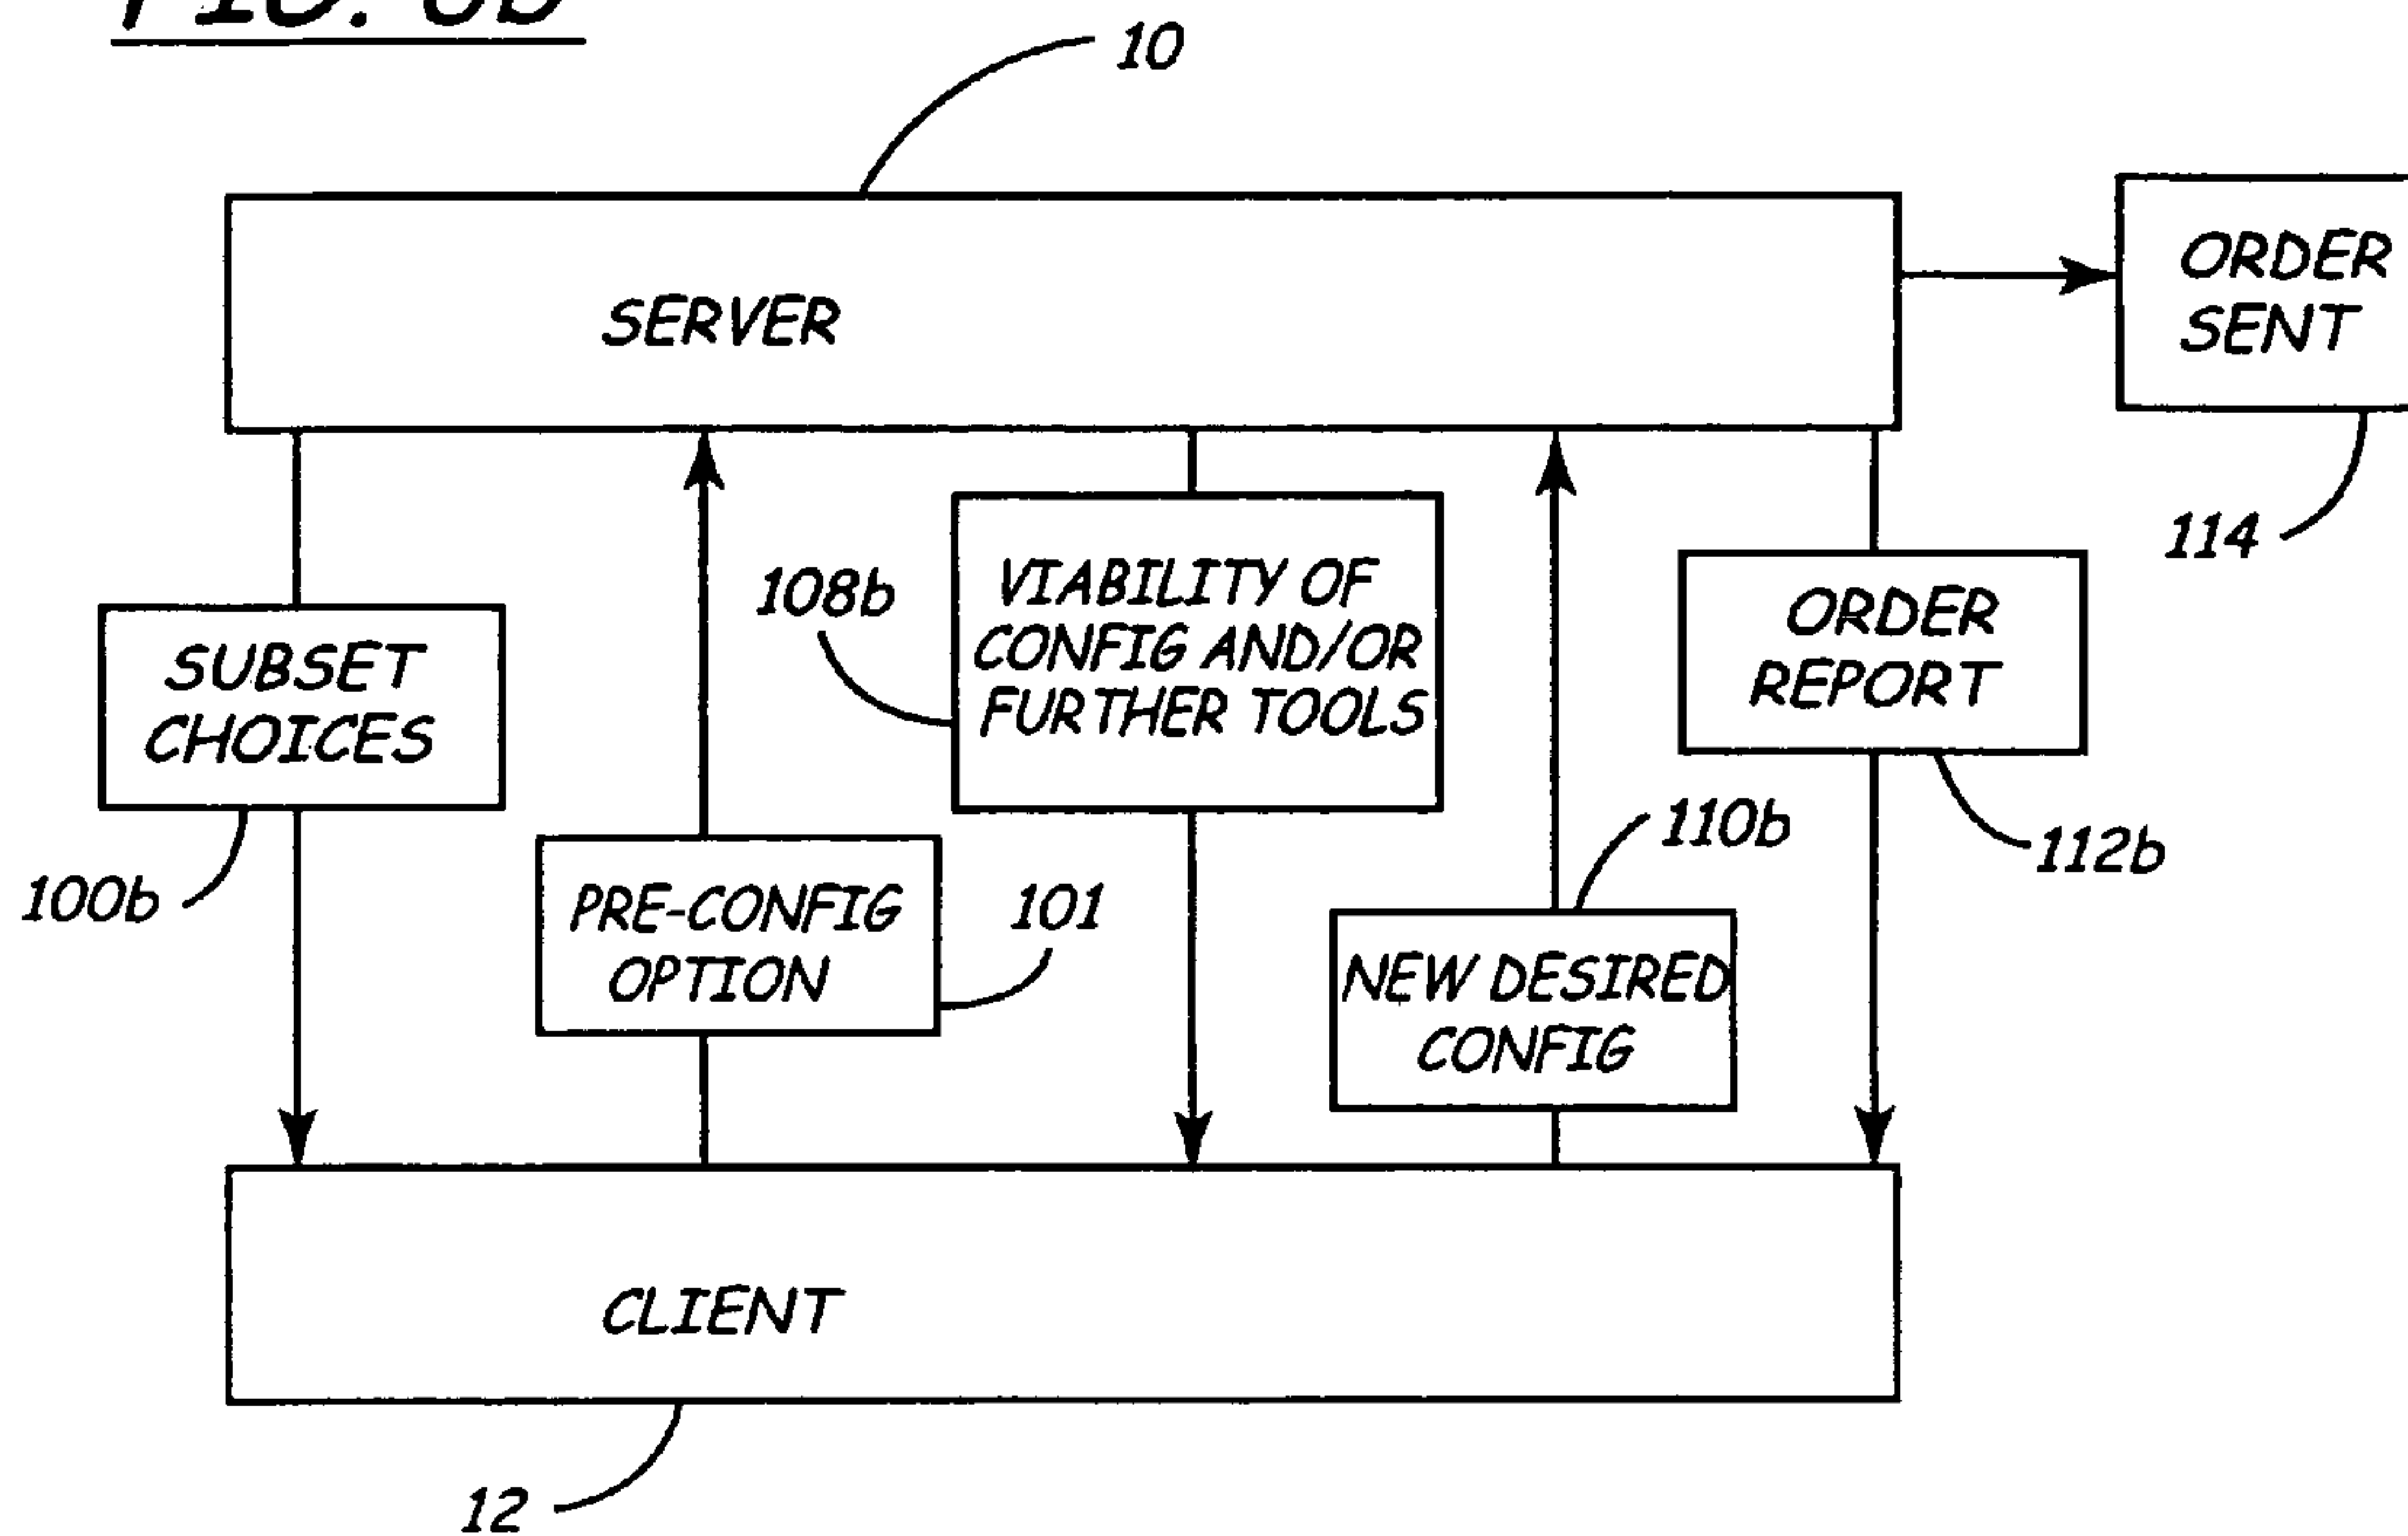 10
SERVER
ORDER
SENT
114
SUBSET
CHOICES
100b
PRE-CONFIG
OPTION
101
108b
VIABILITY OF
CONFIG AND/OR
FURTHER TOOLS
NEW DESIRED
CONFIG
110b
ORDER
REPORT
112b
CLIENT
12